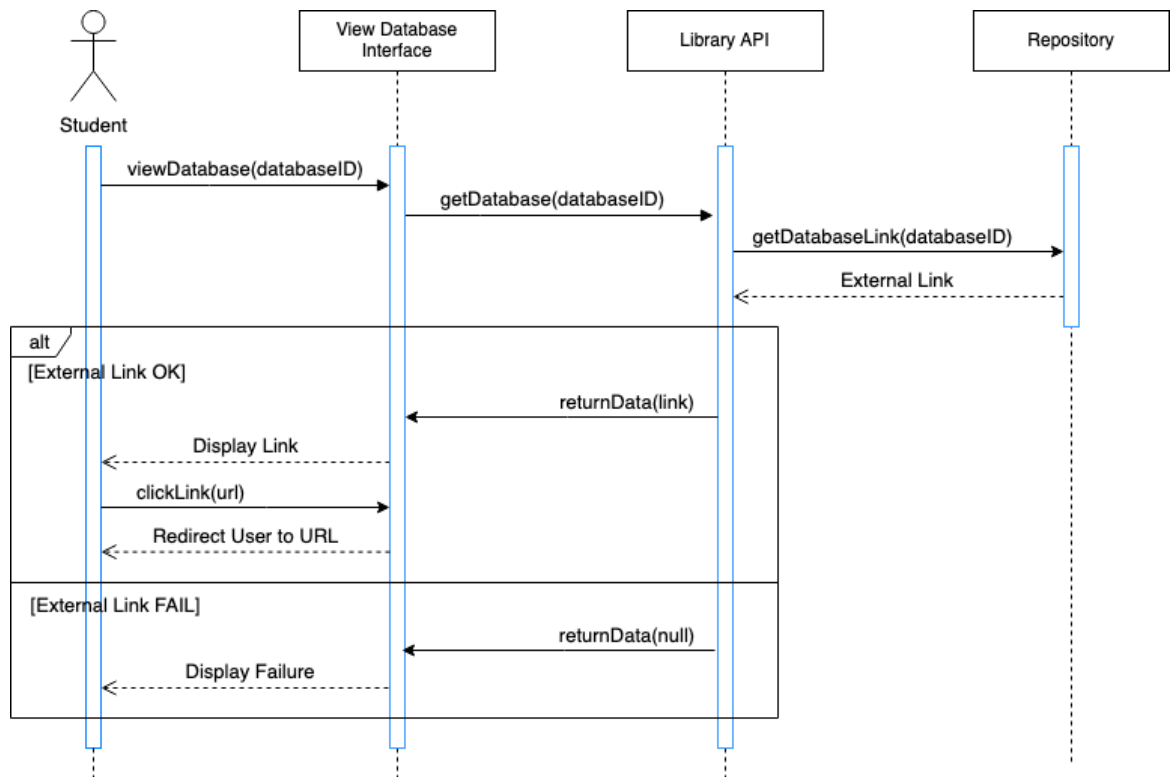 View Database
Interface
Library API
Repository
Student
viewDatabase(databaseID)
getDatabase(databaseID)
getDatabaseLink(databaseID)
External Link
alt
[External Link OK]
returnData(link)
Display Link
clickLink(url)
Redirect User to URL
[External Link FAIL]
returnData(null)
Display Failure